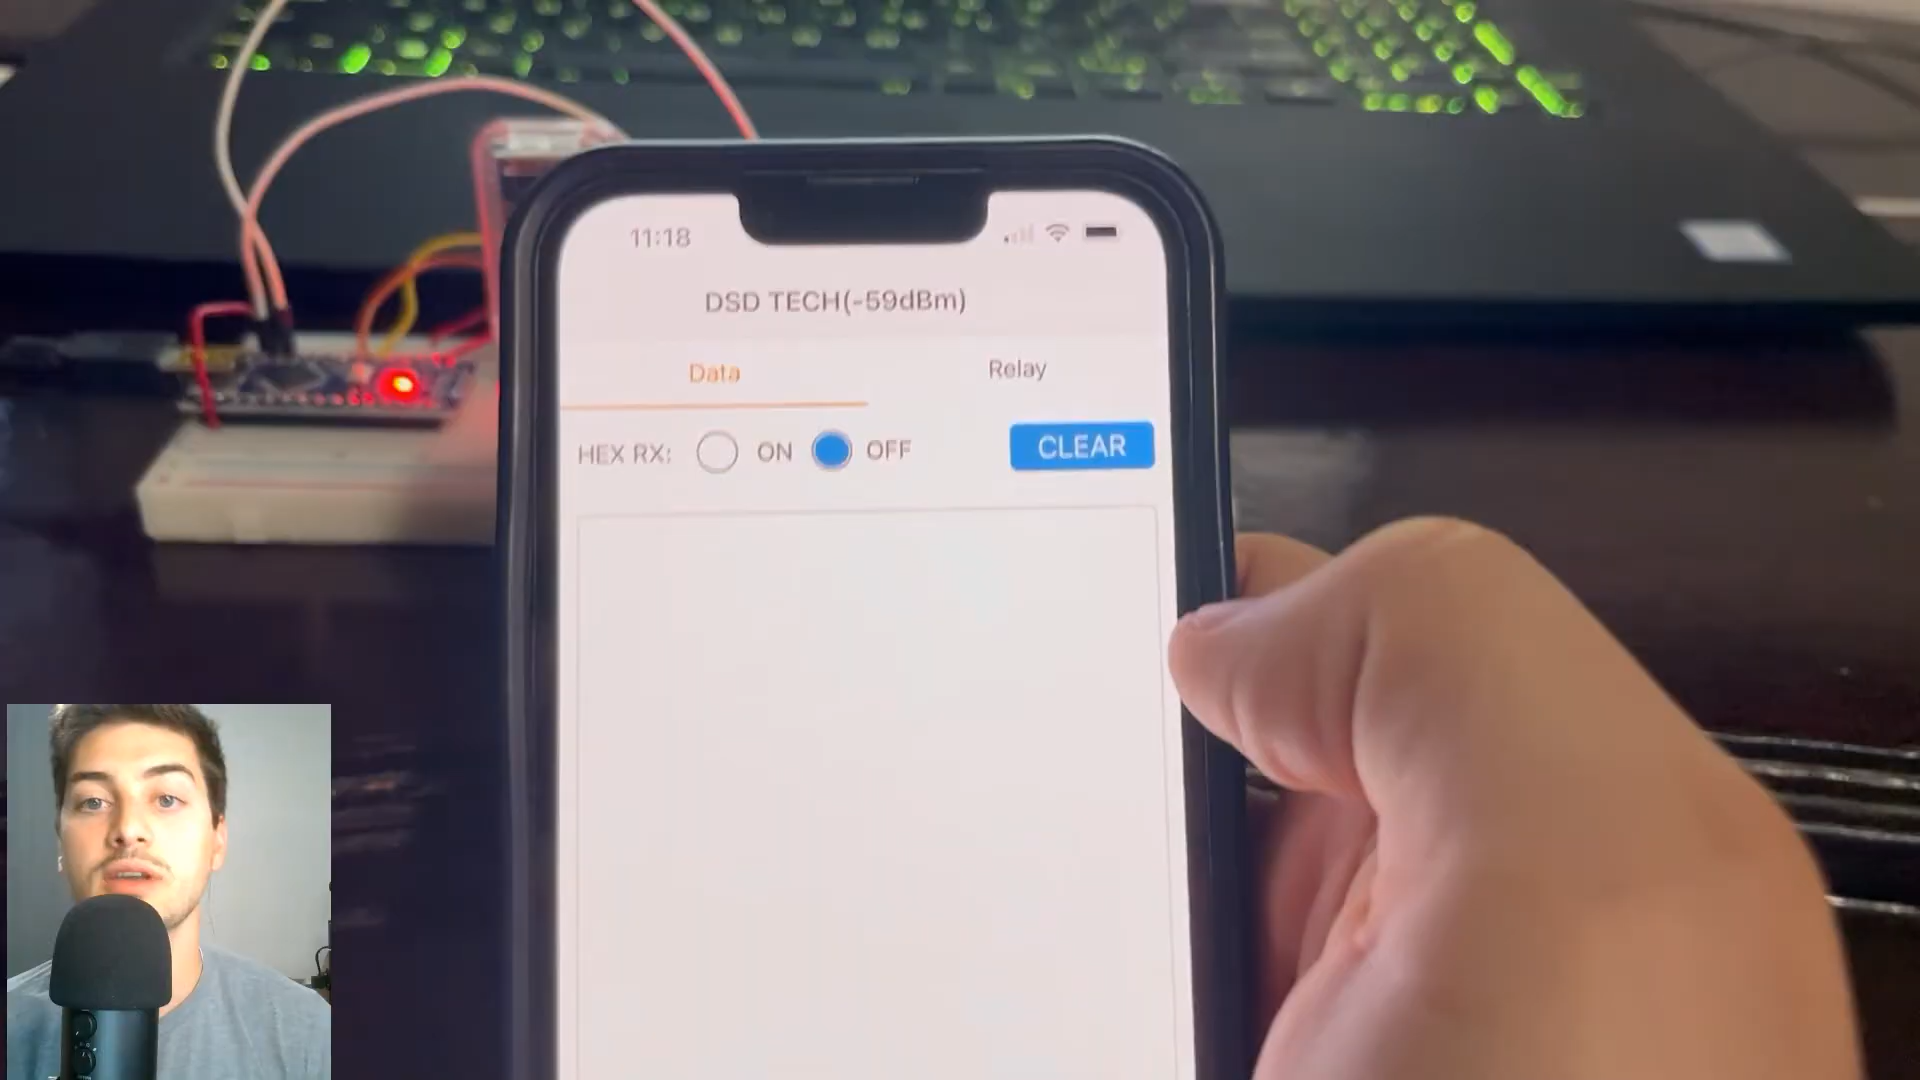 11:18
DSD TECH(-59dBm)
Data Relay
HEX RX: ON OFF CLEAR